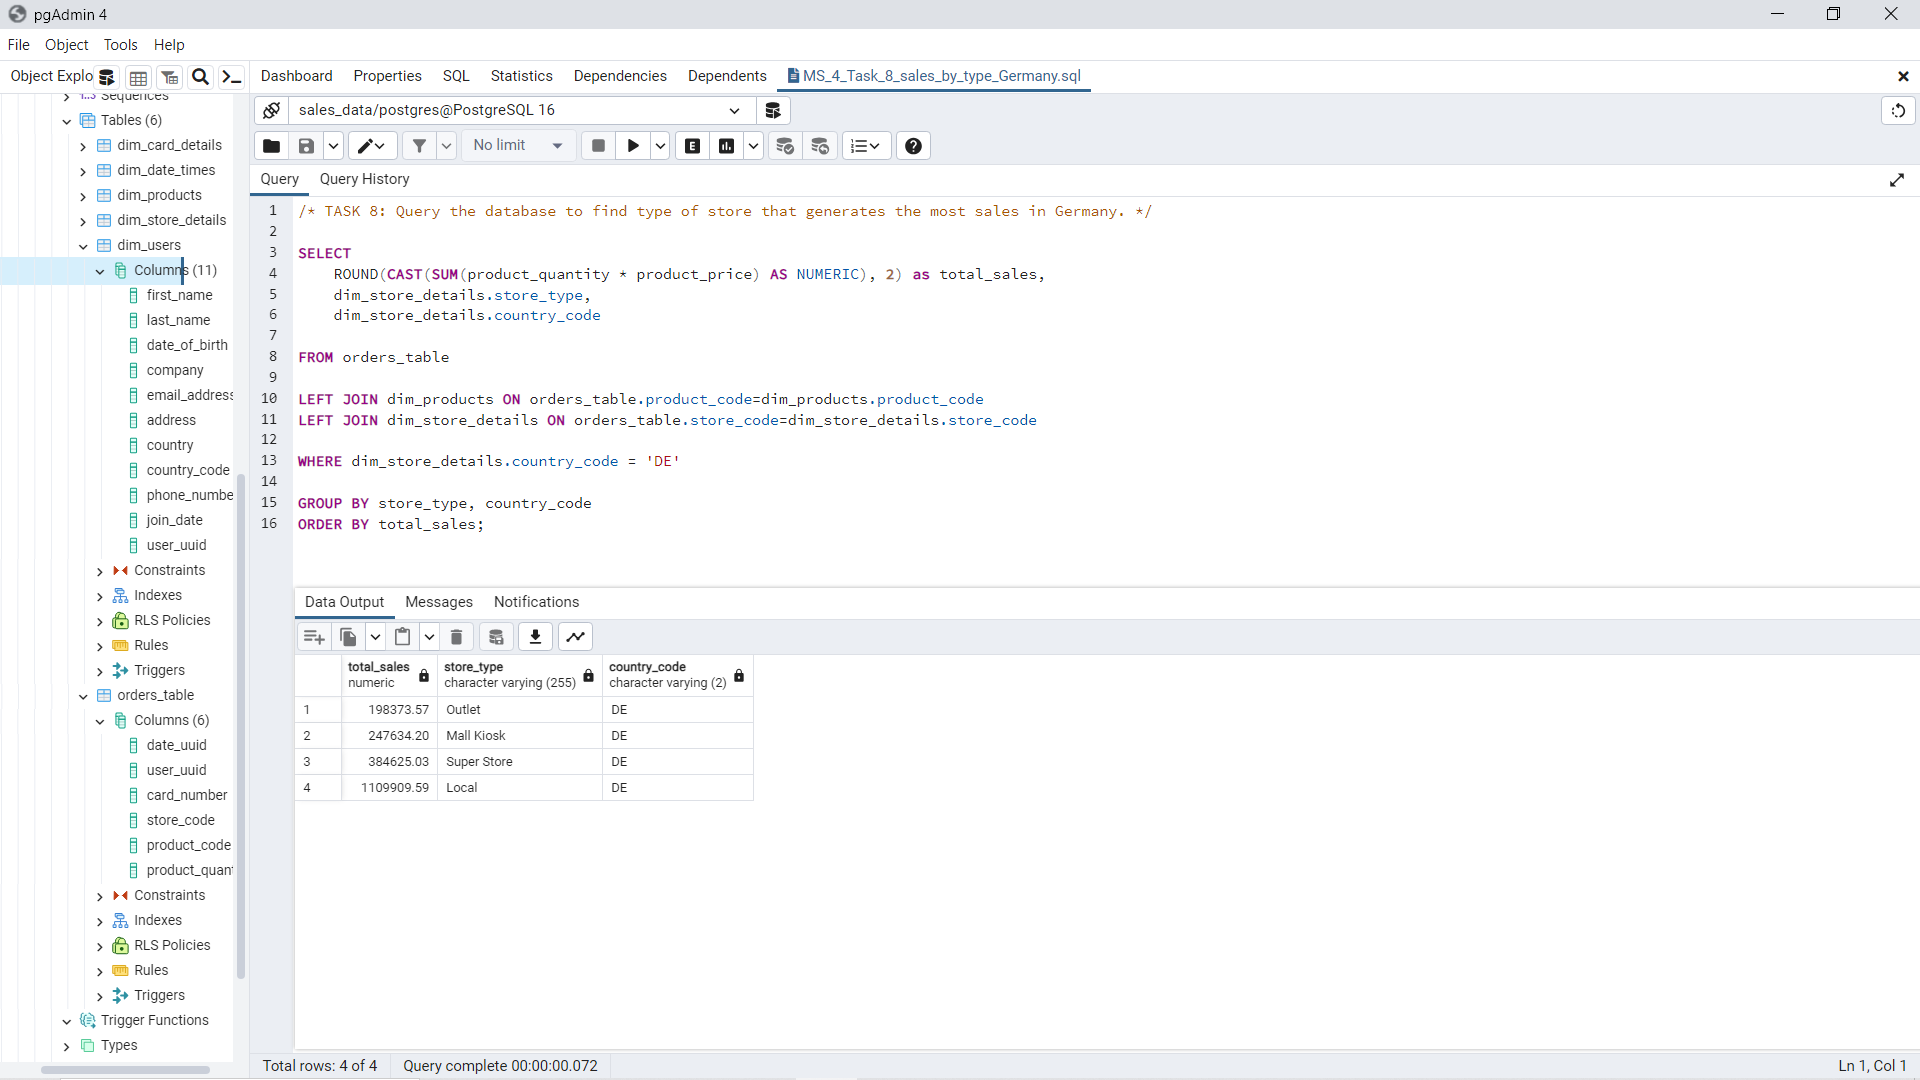 pgAdmin 4
File Object Tools Help
Object Explo
Dashboard Properties SQL Statistics Dependencies Dependents MS_4_Task_8_sales_by_type_Germany.sql
Sequences
Tables (6)
dim_card_details
dim_date_times
dim_products
dim_store_details
dim_users
Columns (11)
first_name
last_name
date_of_birth
company
email_address
address
country
country_code
phone_numbe
join_date
user_uuid
Constraints
Indexes
RLS Policies
Rules
Triggers
orders_table
Columns (6)
date_uuid
user_uuid
card_number
store_code
product_code
product_quant
Constraints
Indexes
RLS Policies
Rules
Triggers
Trigger Functions
Types
sales_data/postgres@PostgreSQL 16
No limit
E
Query Query History
1 /* TASK 8: Query the database to find type of store that generates the most sales in Germany. */
2
3 SELECT
4 ROUND(CAST(SUM(product_quantity * product_price) AS NUMERIC), 2) as total_sales,
5 dim_store_details.store_type,
6 dim_store_details.country_code
7
8 FROM orders_table
9
10 LEFT JOIN dim_products ON orders_table.product_code=dim_products.product_code
11 LEFT JOIN dim_store_details ON orders_table.store_code=dim_store_details.store_code
12
13 WHERE dim_store_details.country_code = 'DE'
14
15 GROUP BY store_type, country_code
16 ORDER BY total_sales;
Data Output Messages Notifications
total_sales store_type country_code
numeric character varying (255) character varying (2)
1 198373.57 Outlet DE
2 247634.20 Mall Kiosk DE
3 384625.03 Super Store DE
4 1109909.59 Local DE
Total rows: 4 of 4 Query complete 00:00:00.072 Ln 1, Col 1